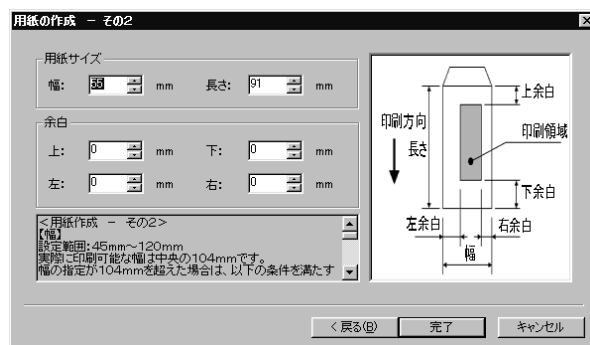 用紙の作成 － その2
用紙サイズ
幅: 55 mm 長さ: 91 mm
余白
上: 0 mm 下: 0 mm
左: 0 mm 右: 0 mm
<用紙作成 － その2>
【幅】
設定範囲:45mm～120mm
実際に印刷可能な幅は中央の104mmです。
幅の指定が104mmを超えた場合は、以下の条件を満たす
上余白
印刷方向
印刷領域
長さ
下余白
左余白
右余白
幅
<戻る(B)
完了
キャンセル